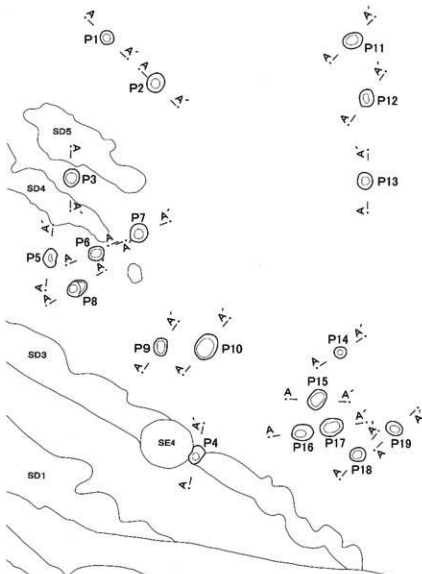 A A
P1 P11
A' A
A A'
P2
A' P12
A
SD5
A A'
P3 P13
SD4 A
A'
A' P7 A'
P6 A
P5 A A
A' A
P8
A
A' A'
P9 P10 P14 A'
SD3 A A A
P15
A A'
A' P17 A' A'
SE4 P4 A P19
P16 A
A P18
SD1 A